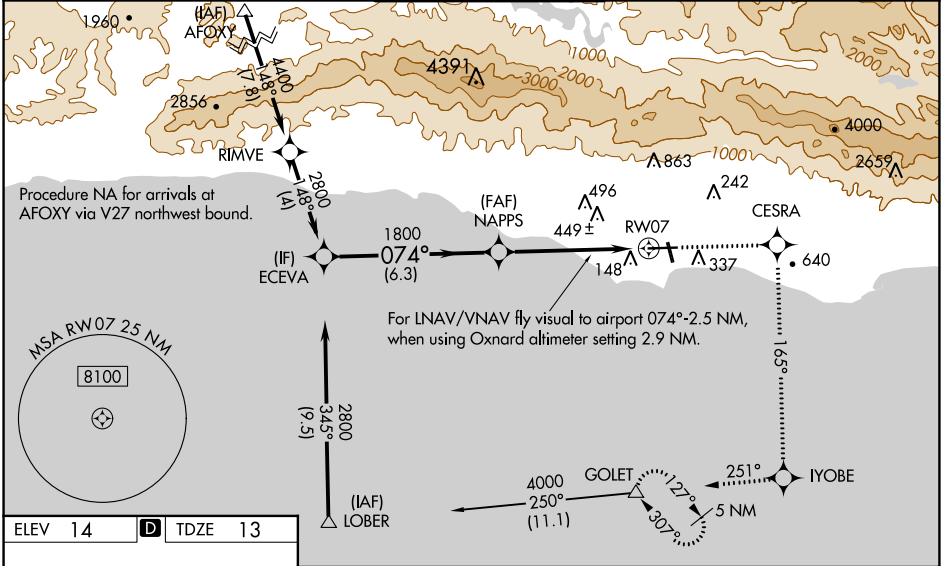 1960
(IAF)
AFOXY
4400
148°
(17.8)
1000
2000
3000
4391
2856
2000
4000
1000
2659
RIMVE
2800
148°
(4)
863
242
496
449 ±
Procedure NA for arrivals at
AFOXY via V27 northwest bound.
(FAF)
NAPPS
RW07
CESRA
(IF)
ECEVA
1800
074°
(6.3)
148
337
640
For LNAV/VNAV fly visual to airport 074°-2.5 NM,
when using Oxnard altimeter setting 2.9 NM.
MSA RW07 25 NM
8100
165°
2800
345°
(9.5)
(IAF)
LOBER
4000
250°
(11.1)
GOLET
127°
307°
5 NM
251°
IYOBE
ELEV 14 D TDZE 13